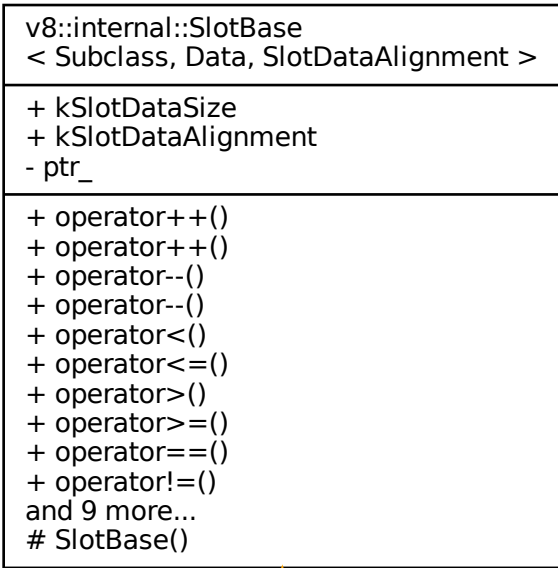 v8::internal::SlotBase
< Subclass, Data, SlotDataAlignment >
+ kSlotDataSize
+ kSlotDataAlignment
- ptr_
+ operator++()
+ operator++()
+ operator--()
+ operator--()
+ operator<()
+ operator<=()
+ operator>()
+ operator>=()
+ operator==()
+ operator!=()
and 9 more...
# SlotBase()